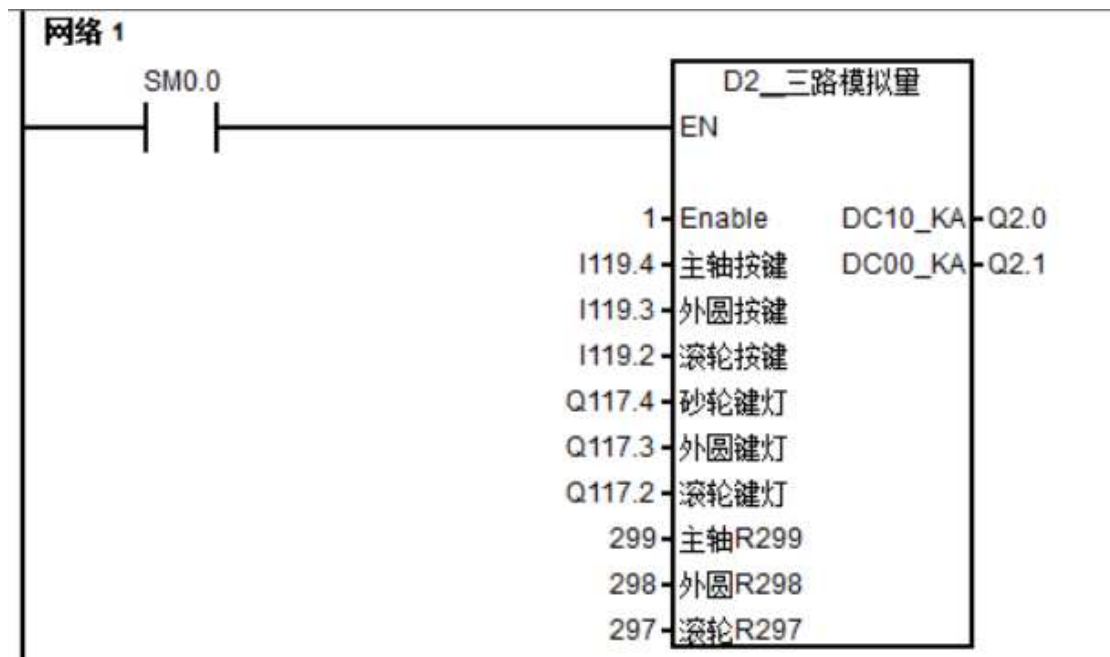 网络 1
SM0.0
D2__三路模拟量
EN
1 Enable DC10_KA Q2.0
I119.4 主轴按键 DC00_KA Q2.1
I119.3 外圆按键
I119.2 滚轮按键
Q117.4 砂轮键灯
Q117.3 外圆键灯
Q117.2 滚轮键灯
299 主轴R299
298 外圆R298
297 滚轮R297